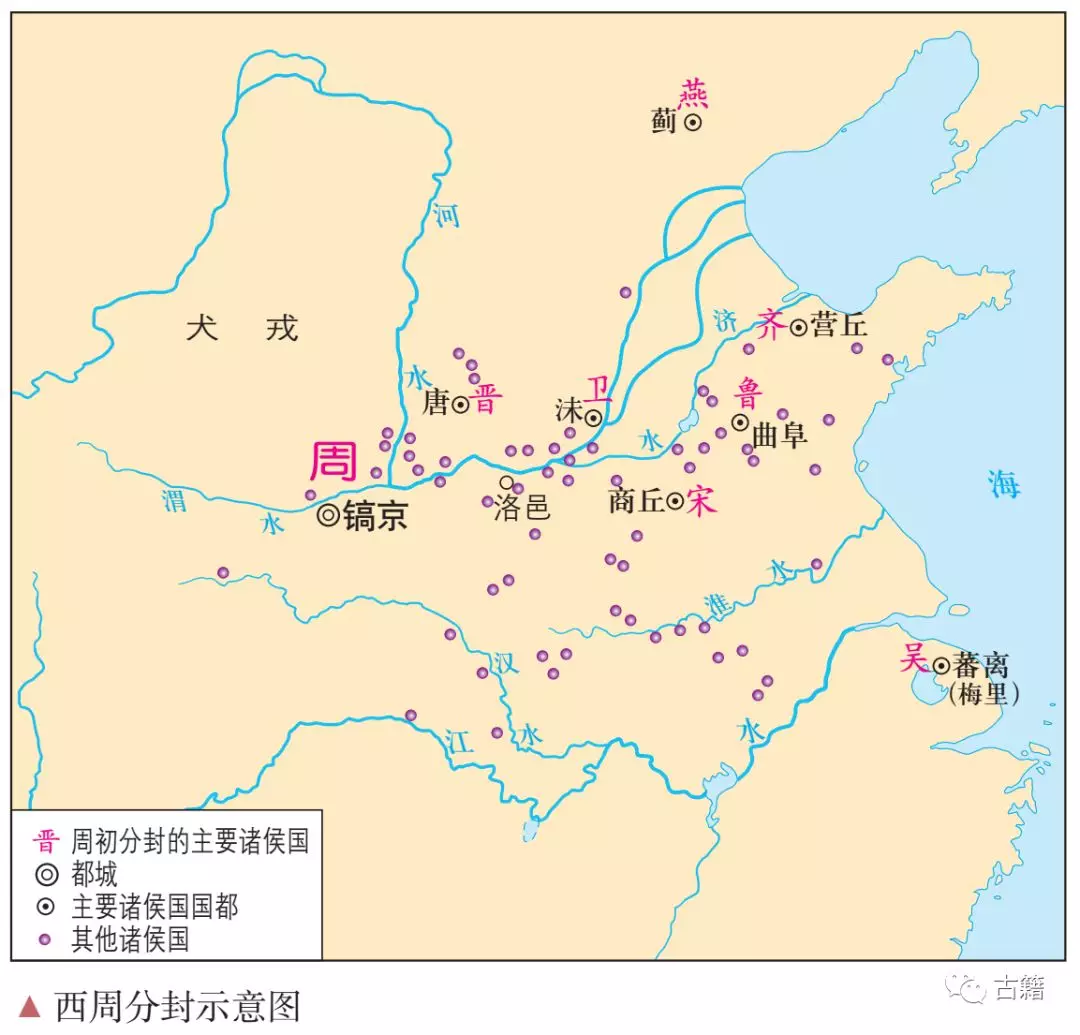 燕
蓟
河
犬 戎
济
齐
营丘
水
唐
晋
卫
沬
鲁
曲阜
水
周
渭
水
镐京
洛邑
商丘
宋
海
淮
水
汉
水
江
水
吴
蕃离
(梅里)
晋 周初分封的主要诸侯国
都城
主要诸侯国国都
其他诸侯国
▲ 西周分封示意图
古籍